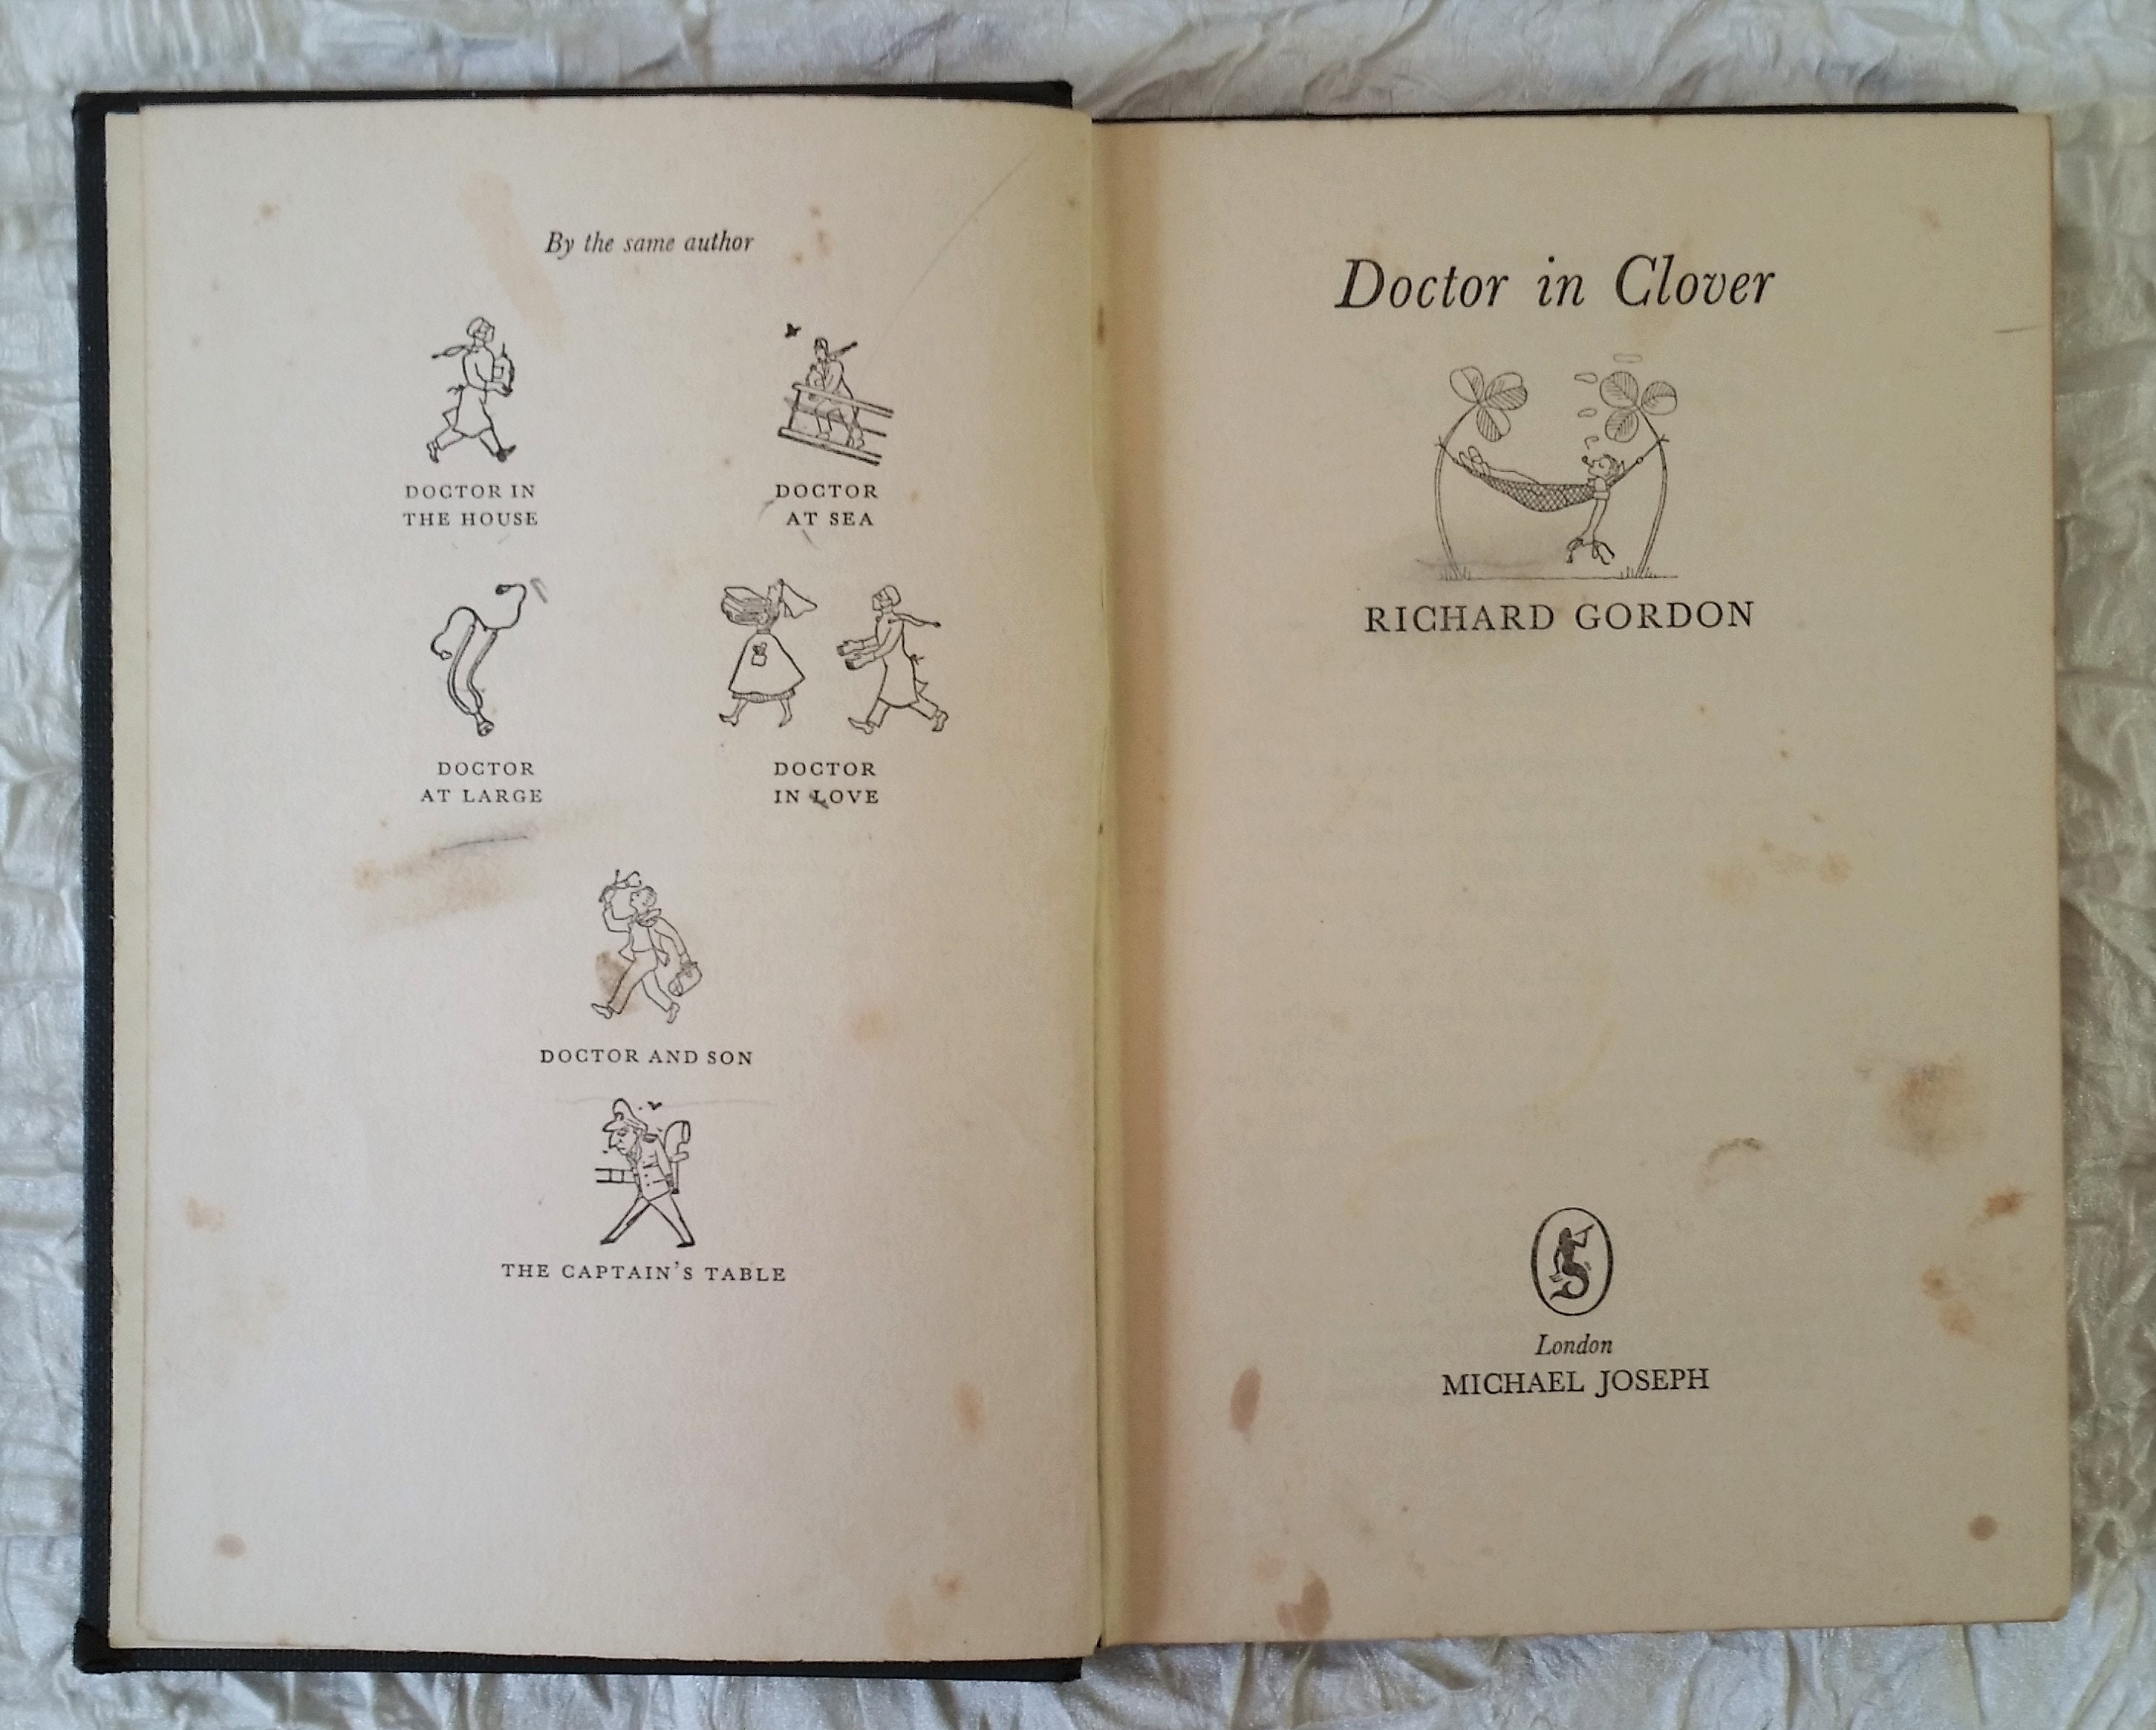 By the same author
DOCTOR IN
THE HOUSE
DOCTOR
AT SEA
DOCTOR
AT LARGE
DOCTOR
IN LOVE
DOCTOR AND SON
THE CAPTAIN'S TABLE
Doctor in Clover
RICHARD GORDON
London
MICHAEL JOSEPH